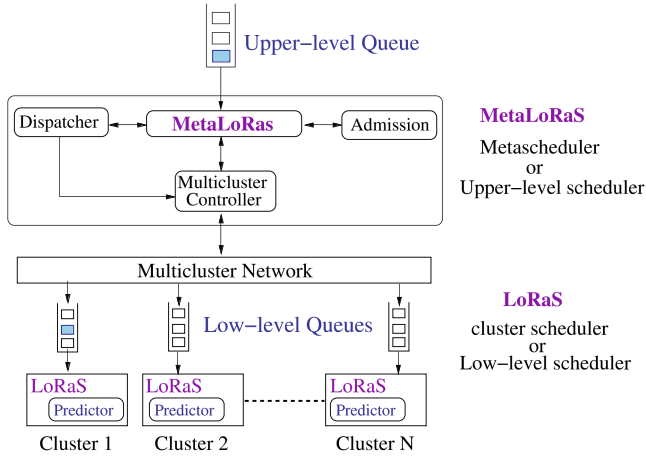 Upper-level Queue
Dispatcher
MetaLoRas
Admission
Multicluster
Controller
MetaLoRaS
Metascheduler
or
Upper-level scheduler
Multicluster Network
Low-level Queues
LoRaS
cluster scheduler
or
Low-level scheduler
LoRaS
Predictor
LoRaS
Predictor
LoRaS
Predictor
Cluster 1
Cluster 2
Cluster N